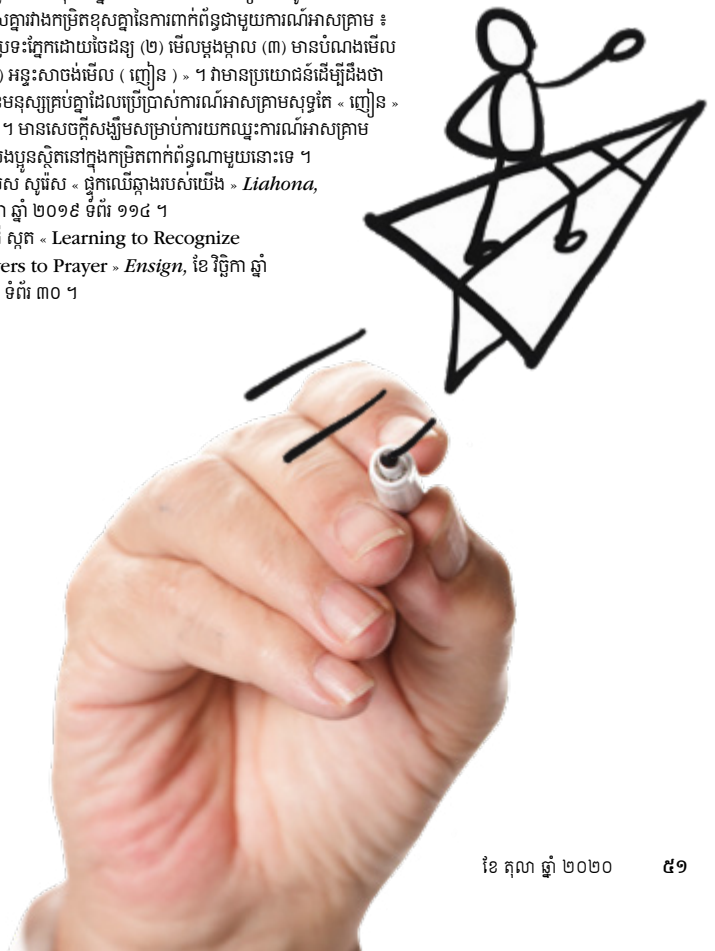 សគ្នារវាងកម្រិតខុសគ្នានៃការពាក់ព័ន្ធជាមួយការណ៍អាសគ្រាម ៖
ប្រទះភ្នែកដោយចៃដន្យ (២) មើលម្ដងម្កាល (៣) មានបំណងមើល
) អន្ទះសាចង់មើល ( ញៀន ) » ។ វាមានប្រយោជន៍ដើម្បីដឹងថា
នមនុស្សគ្រប់គ្នាដែលប្រើប្រាស់ការណ៍អាសគ្រាមសុទ្ធតែ « ញៀន »
។ មានសេចក្ដីសង្ឃឹមសម្រាប់ការយកឈ្នះការណ៍អាសគ្រាម
ងប្អូនស្ថិតនៅក្នុងកម្រិតពាក់ព័ន្ធណាមួយនោះទេ ។
ស សូរ៉េស « ផ្ទុកឈើឆ្កាងរបស់យើង » Liahona,
ឆ្នាំ ២០១៩ ទំព័រ ១១៤ ។
ស្កត « Learning to Recognize
ers to Prayer » Ensign, ខែ វិច្ឆិកា ឆ្នាំ
ទំព័រ ៣០ ។
ខែ តុលា ឆ្នាំ ២០២០ ៥១